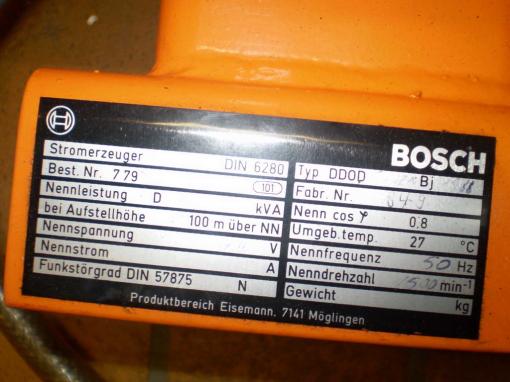 BOSCH
Stromerzeuger DIN 6280
Best. Nr. 7 79 101
Nennleistung D kVA
bei Aufstellhöhe 100 m über NN
Nennspannung V
Nennstrom A
Funkstörgrad DIN 57875 N
Typ DDOD Bj
Fabr. Nr.
Nenn cos φ 0,8
Umgeb.temp. 27 °C
Nennfrequenz 50 Hz
Nenndrehzahl 1500 min-1
Gewicht kg
Produktbereich Eisemann, 7141 Möglingen